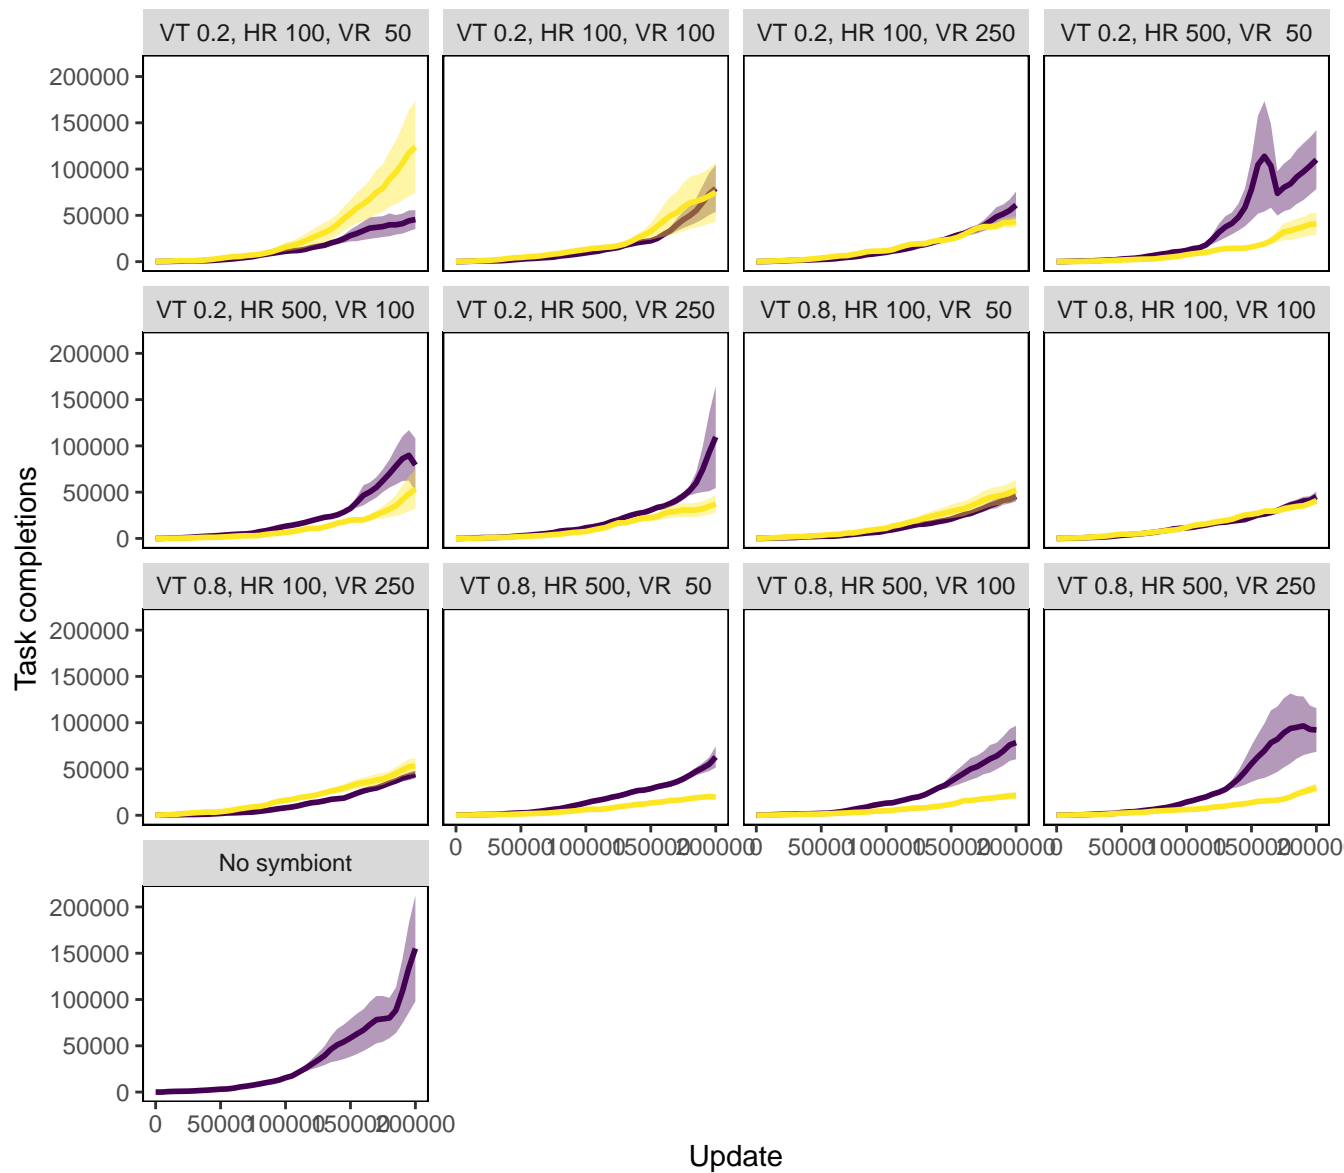 VT 0.2, HR 100, VR  50
VT 0.2, HR 100, VR 100
VT 0.2, HR 100, VR 250
VT 0.2, HR 500, VR  50
200000
150000
100000
50000
0
VT 0.2, HR 500, VR 100
VT 0.2, HR 500, VR 250
VT 0.8, HR 100, VR  50
VT 0.8, HR 100, VR 100
200000
150000
100000
50000
0
Task completions
VT 0.8, HR 100, VR 250
VT 0.8, HR 500, VR  50
VT 0.8, HR 500, VR 100
VT 0.8, HR 500, VR 250
200000
150000
100000
50000
0
0 50000 100000 150000 200000
0 50000 100000 150000 200000
0 50000 100000 150000 200000
No symbiont
200000
150000
100000
50000
0
0 50000 100000 150000 200000
Update